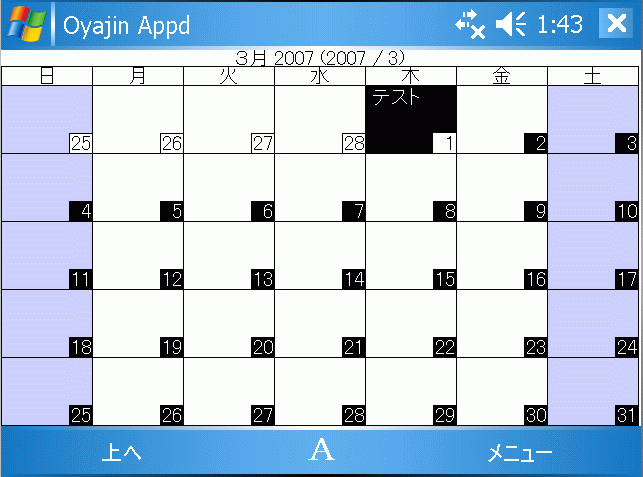 Oyajin Appd 1:43
3月 2007 (2007 / 3)
日 月 火 水 木 金 土
テスト
25 26 27 28 1 2 3
4 5 6 7 8 9 10
11 12 13 14 15 16 17
18 19 20 21 22 23 24
25 26 27 28 29 30 31
上へ A メニュー